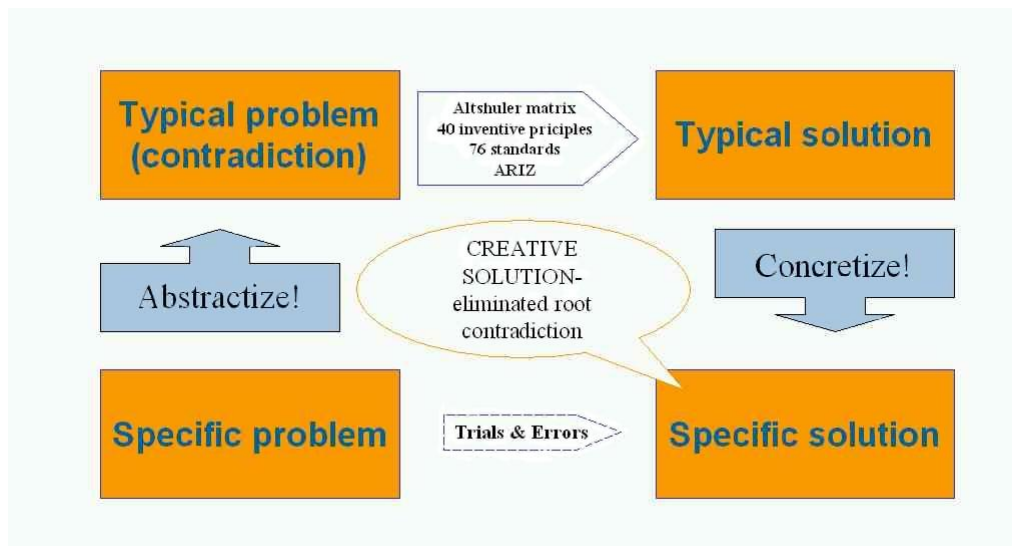 Typical problem
(contradiction)
Altshuler matrix
40 inventive priciples
76 standards
ARIZ
Typical solution
Abstractize!
CREATIVE
SOLUTION-
eliminated root
contradiction
Concretize!
Specific problem
Trials & Errors
Specific solution